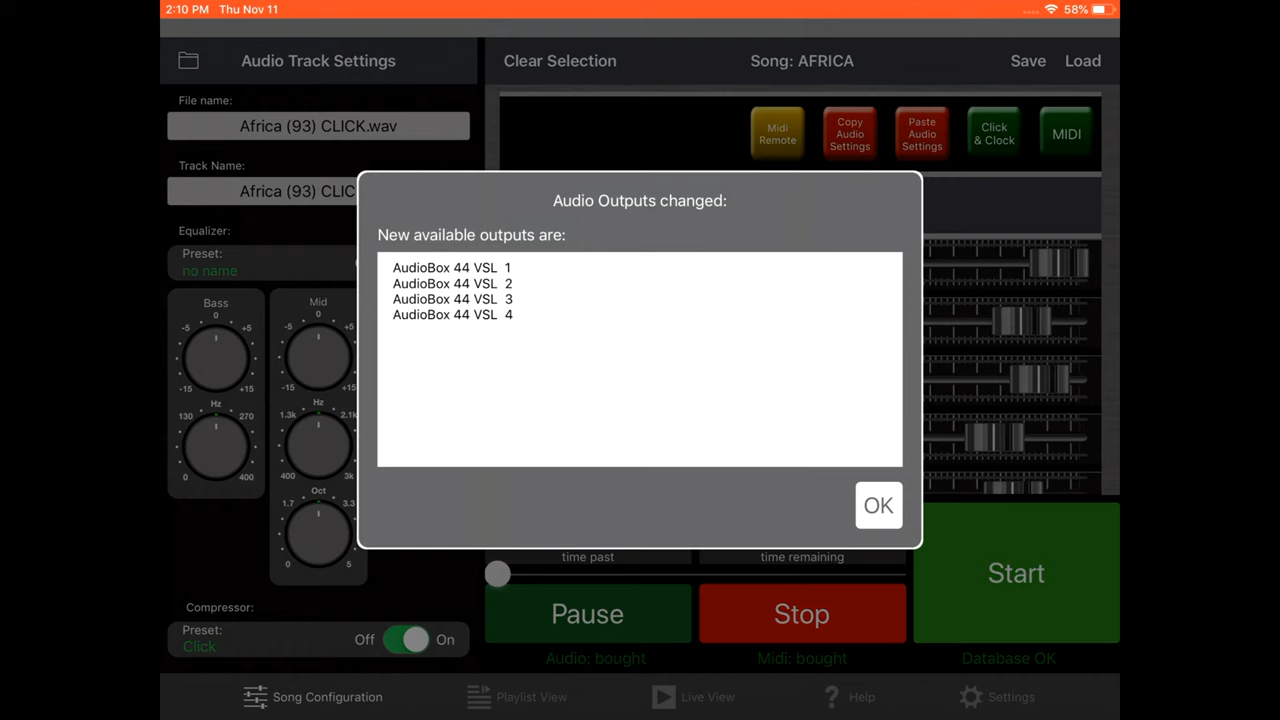 2:10 PM Thu Nov 11
58%
Audio Track Settings
Clear Selection
Song: AFRICA
Save
Load
File name:
Africa (93) CLICK.wav
Midi
Remote
Copy
Audio
Settings
Paste
Audio
Settings
Click
& Clock
MIDI
Track Name:
Africa (93) CLIC
Audio Outputs changed:
New available outputs are:
AudioBox 44 VSL 1
AudioBox 44 VSL 2
AudioBox 44 VSL 3
AudioBox 44 VSL 4
OK
Equalizer:
Preset:
no name
Bass
0
-5 +5
-15 +15
Hz
130 270
0 400
Mid
0
-5 +5
-15 +15
Hz
1.3k 2.1k
400 3k
Oct
1.7 3.3
0 5
Compressor:
Preset:
Click
Off
On
time past
time remaining
Pause
Stop
Start
Audio: bought
Midi: bought
Database OK
Song Configuration
Playlist View
Live View
? Help
Settings